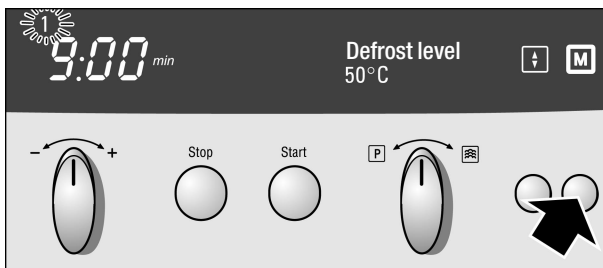 1
9:00 min
Defrost level
50°C
M
- +
Stop
Start
P